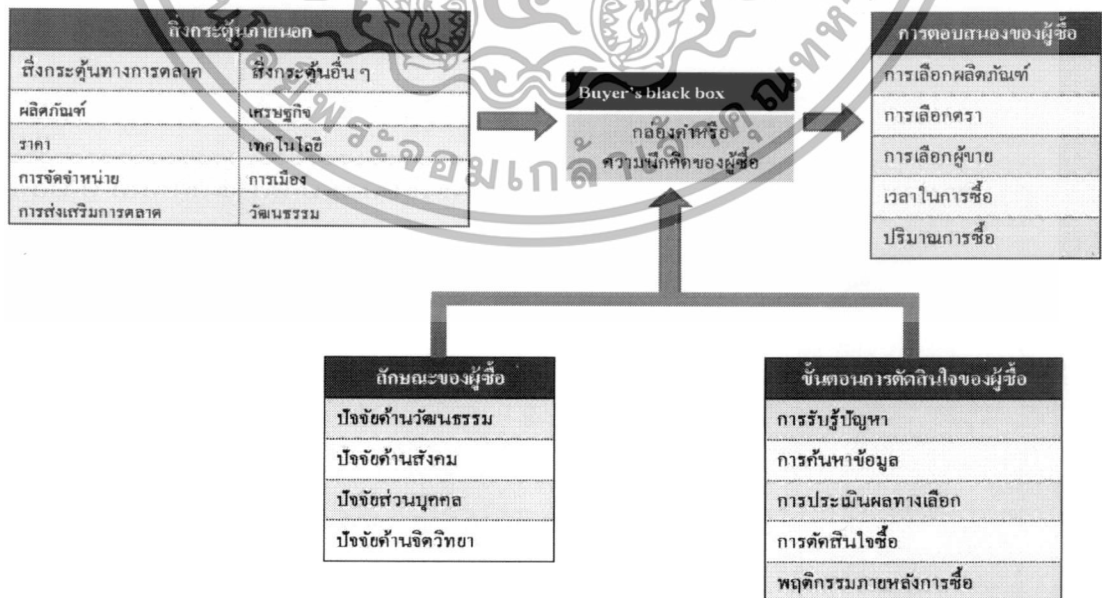 สิ่งกระตุ้นภายนอก
สิ่งกระตุ้นทางการตลาด สิ่งกระตุ้นอื่น ๆ
ผลิตภัณฑ์ เศรษฐกิจ
ราคา เทคโนโลยี
การจัดจำหน่าย การเมือง
การส่งเสริมการตลาด วัฒนธรรม
Buyer's black box
กล่องดำหรือ
ความนึกคิดของผู้ซื้อ
การตอบสนองของผู้ซื้อ
การเลือกผลิตภัณฑ์
การเลือกตรา
การเลือกผู้ขาย
เวลาในการซื้อ
ปริมาณการซื้อ
ลักษณะของผู้ซื้อ
ปัจจัยด้านวัฒนธรรม
ปัจจัยด้านสังคม
ปัจจัยส่วนบุคคล
ปัจจัยด้านจิตวิทยา
ขั้นตอนการตัดสินใจของผู้ซื้อ
การรับรู้ปัญหา
การค้นหาข้อมูล
การประเมินผลทางเลือก
การตัดสินใจซื้อ
พฤติกรรมภายหลังการซื้อ